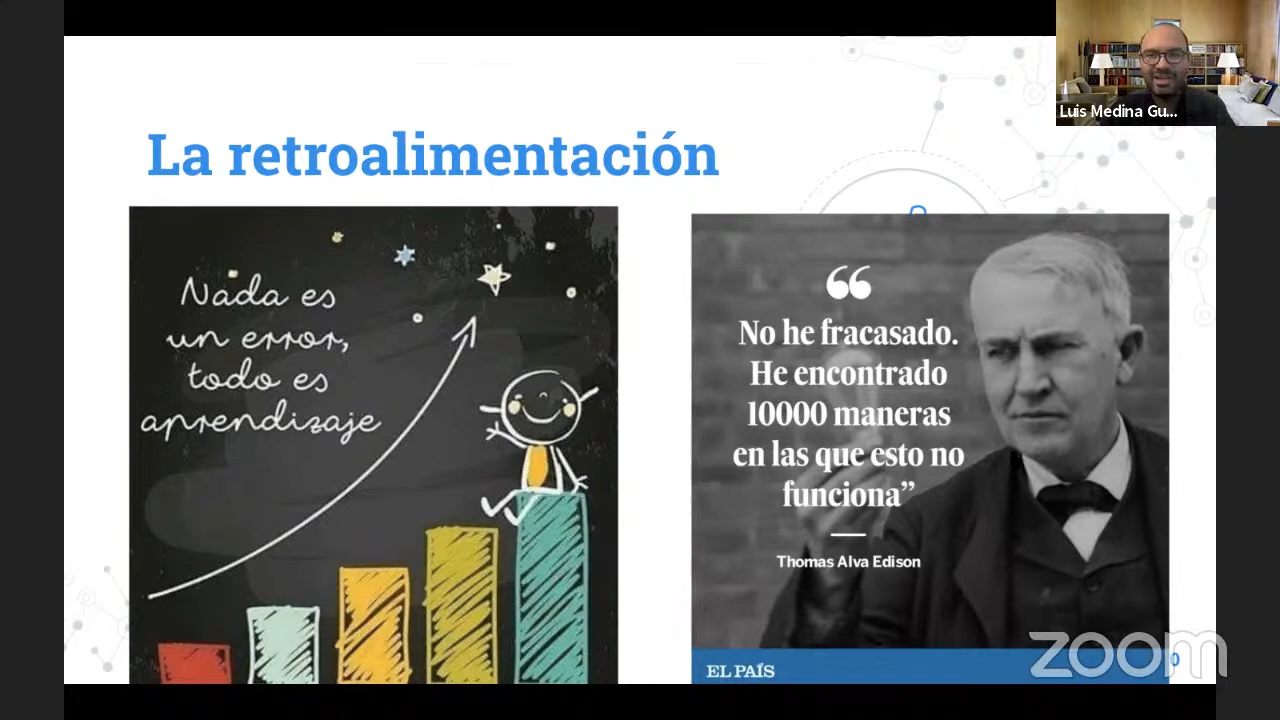 Luis Medina Gu...
La retroalimentación
Nada es
un error,
todo es
aprendizaje
“
No he fracasado.
He encontrado
10000 maneras
en las que esto no
funciona”
Thomas Alva Edison
EL PAÍS
zoom
0